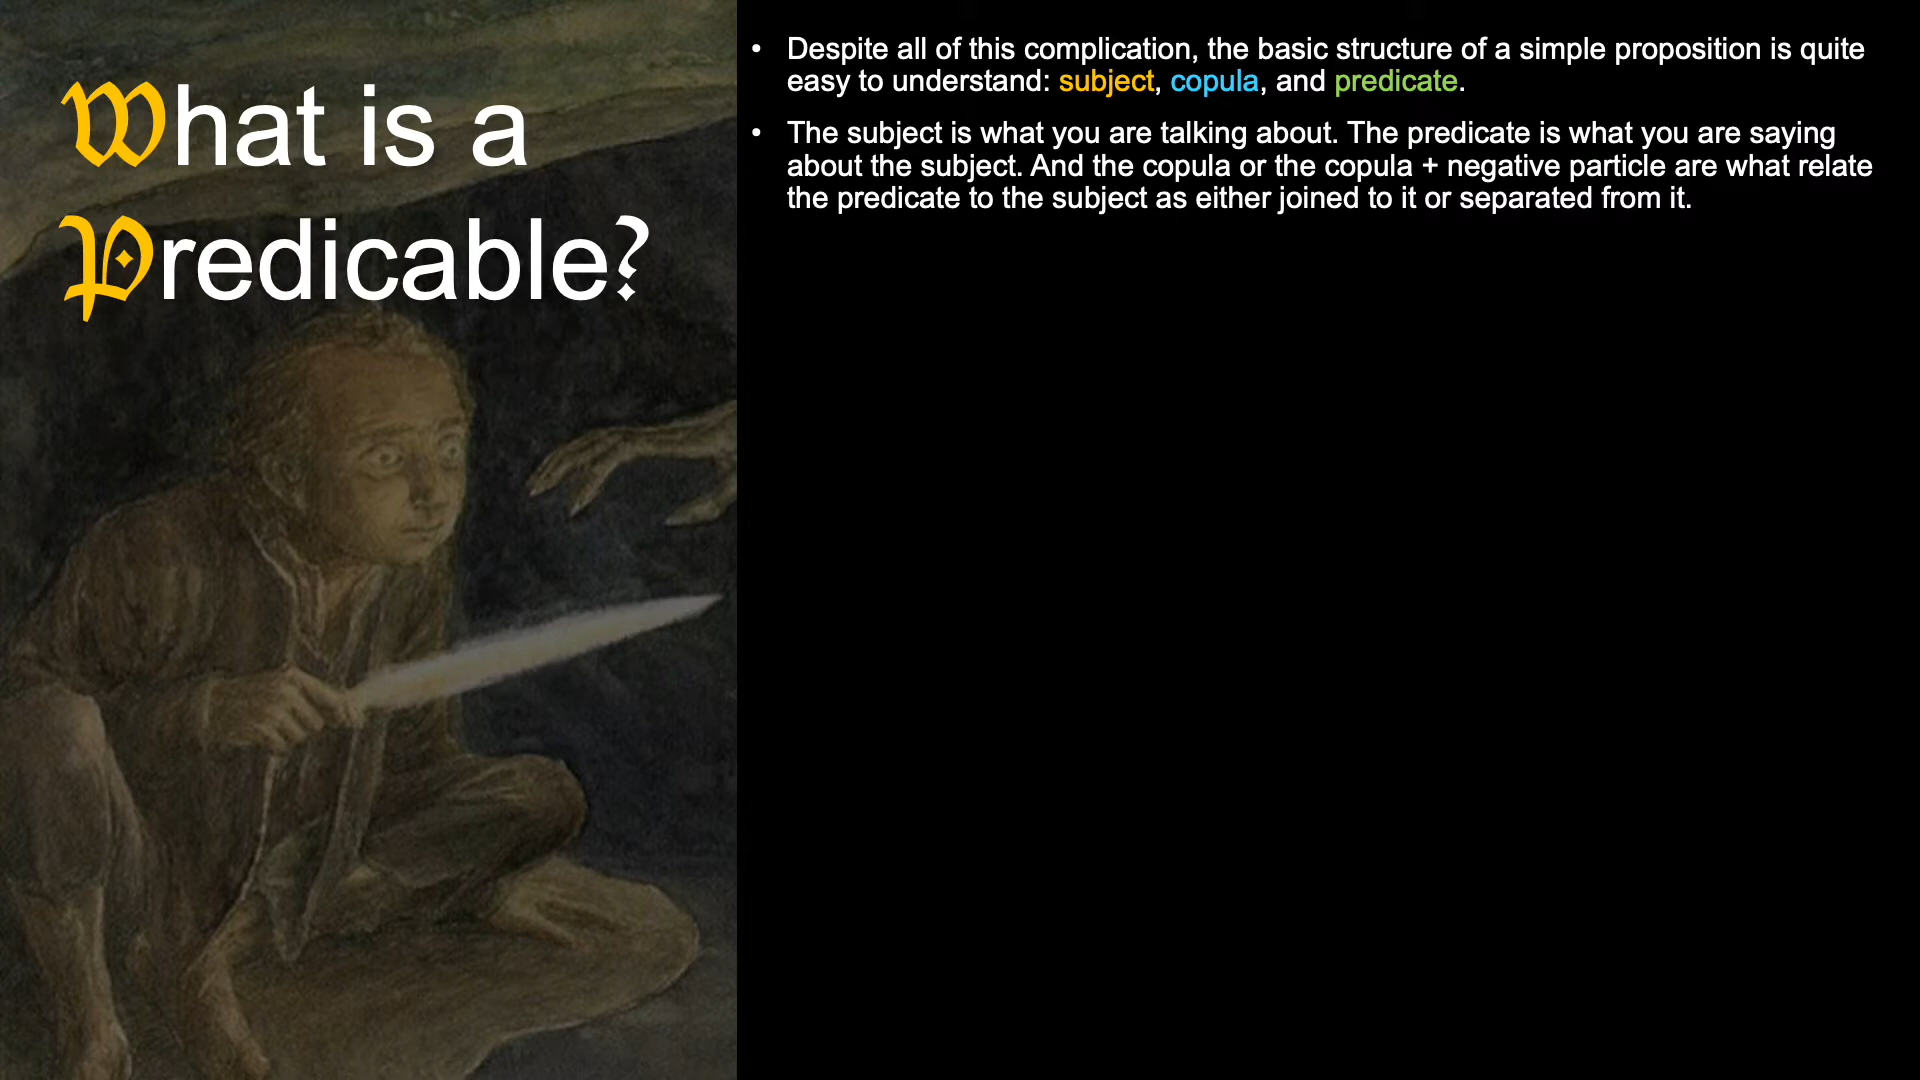 What is a
Predicable?
• Despite all of this complication, the basic structure of a simple proposition is quite
easy to understand: subject, copula, and predicate.
• The subject is what you are talking about. The predicate is what you are saying
about the subject. And the copula or the copula + negative particle are what relate
the predicate to the subject as either joined to it or separated from it.